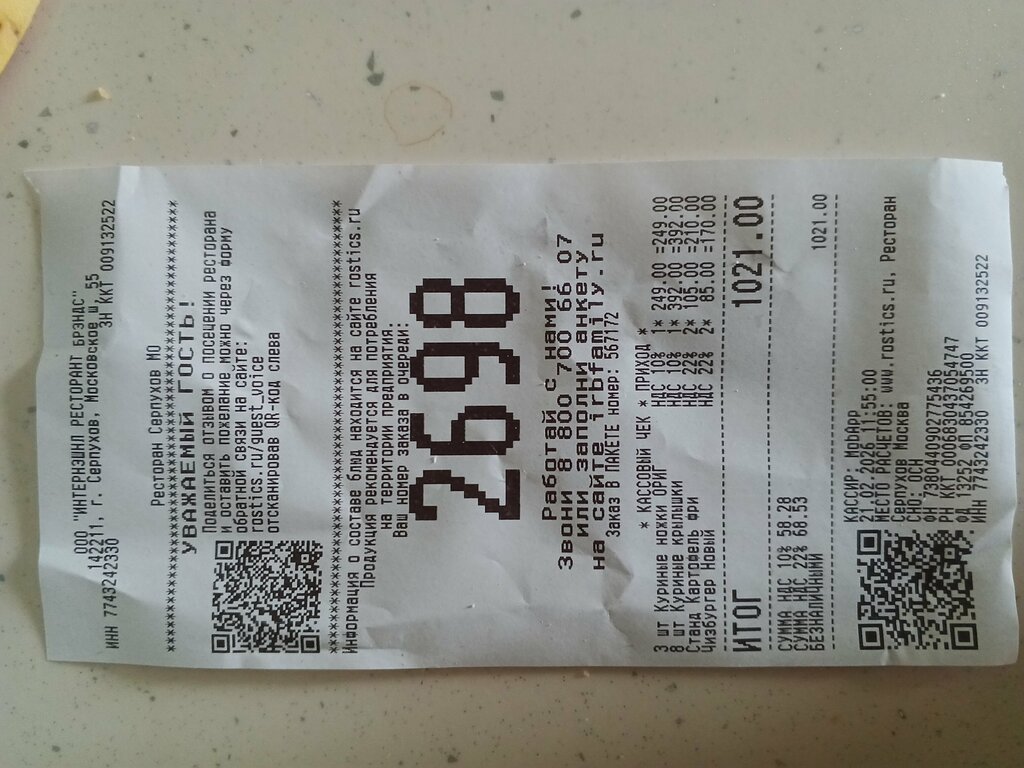 ООО "ИНТЕРНЭШНЛ РЕСТОРАНТ БРЭНДС"
142211, г. Серпухов, Московское ш, 55
ИНН 7743242330 ЗН ККТ 009132522
Ресторан Серпухов МО
***
УВАЖАЕМЫЙ ГОСТЬ!
Поделиться отзывом о посещении ресторана
и оставить пожелание можно через форму
обратной связи на сайте:
rostics.ru/guest_voice
отсканировав QR-код слева
***
Информация о составе блюд находится на сайте rostics.ru
Продукция рекомендуется для потребления
на территории предприятия.
Ваш номер заказа в очереди:
2698
Работай с нами!
Звони 8 800 700 66 07
или заполни анкету
на сайте irbfamily.ru
Заказ В ПАКЕТЕ номер: 567172
* КАССОВЫЙ ЧЕК * ПРИХОД *
3 шт Куриные ножки ОРИГ НДС 10% 1* 249.00 =249.00
8 шт Куриные крылышки НДС 10% 1* 392.00 =392.00
Станд Картофель фри НДС 22% 2* 105.00 =210.00
Чизбургер Новый НДС 22% 2* 85.00 =170.00
ИТОГ 1021.00
СУММА НДС 10% 58.28
СУММА НДС 22% 68.53
БЕЗНАЛИЧНЫЙ 1021.00
КАССИР: Mobapp
21.02.2026 11:55:00
МЕСТО РАСЧЕТОВ: www.rostics.ru, Ресторан
Серпухов Москва
СНО: ОСН
ФН 7380440902775436
РН ККТ 0006830437054747
ФД 13252 ФП 854269500
ИНН 7743242330 ЗН ККТ 009132522